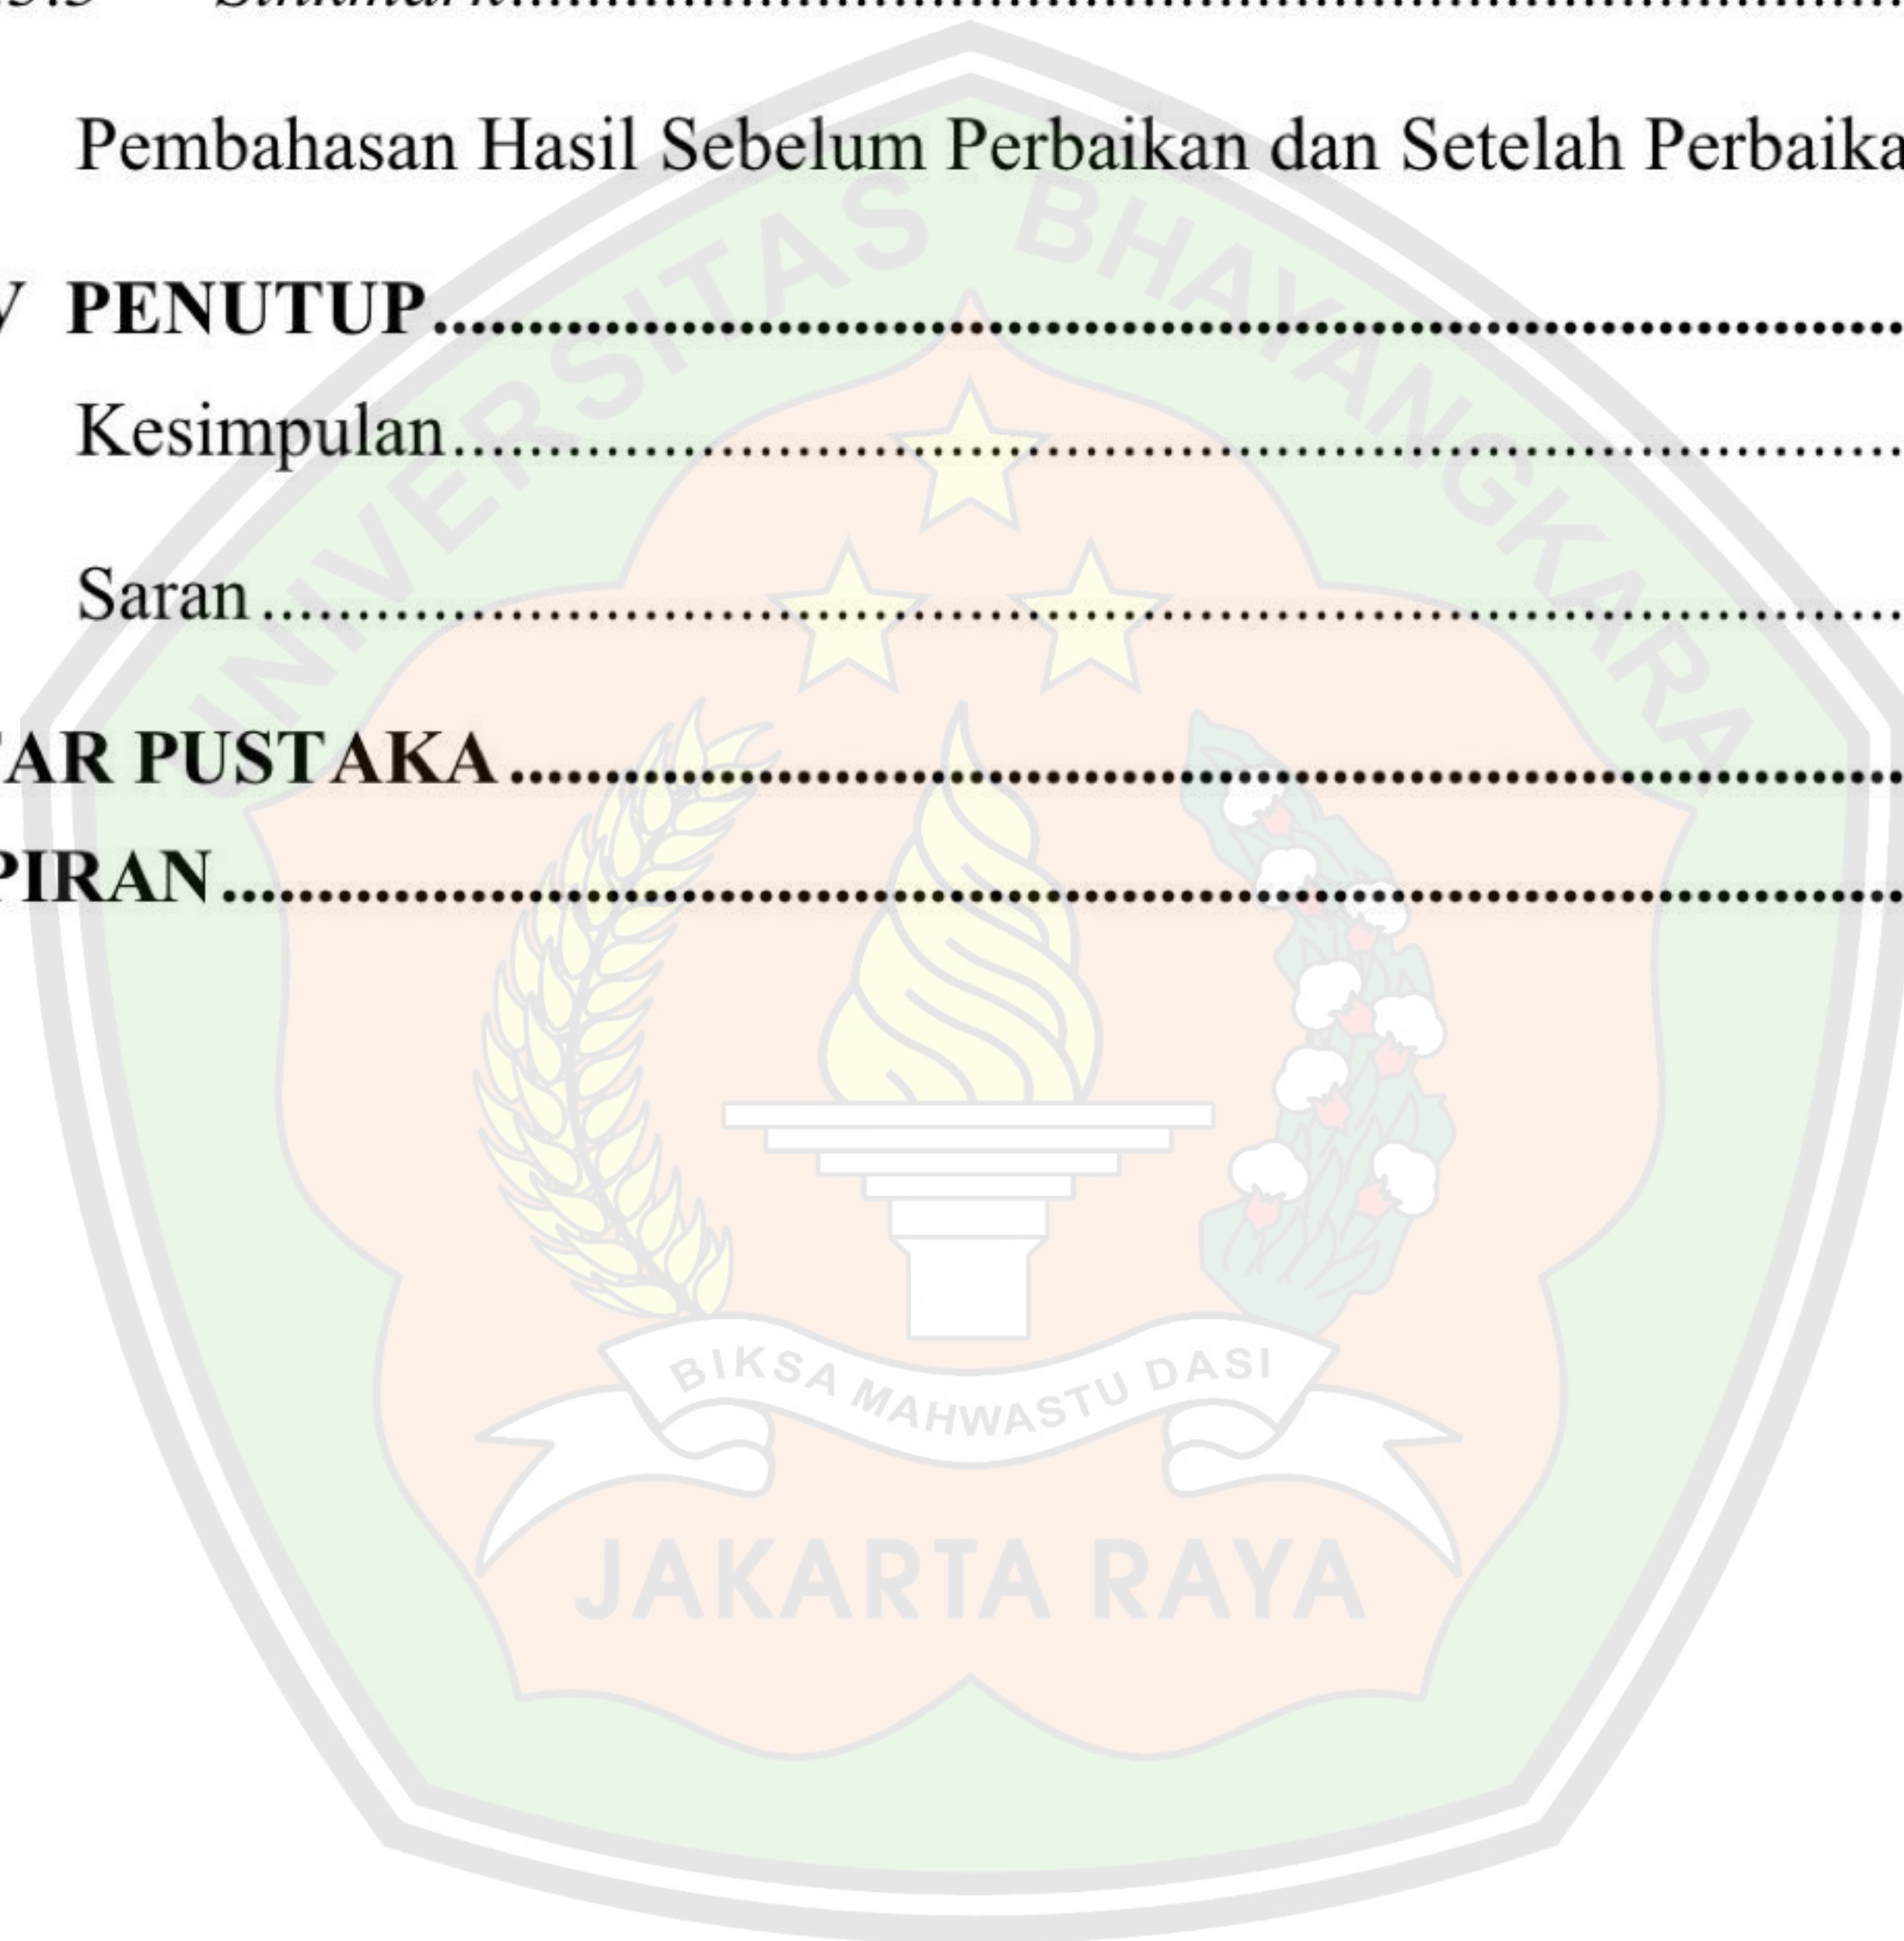 Pembahasan Hasil Sebelum Perbaikan dan Setelah Perbaika
V PENUTUP
Kesimpulan
Saran
AR PUSTAKA
PIRAN
UNIVERSITAS BHAYANGKARA
BIKSA MAHWASTU DASI
JAKARTA RAYA